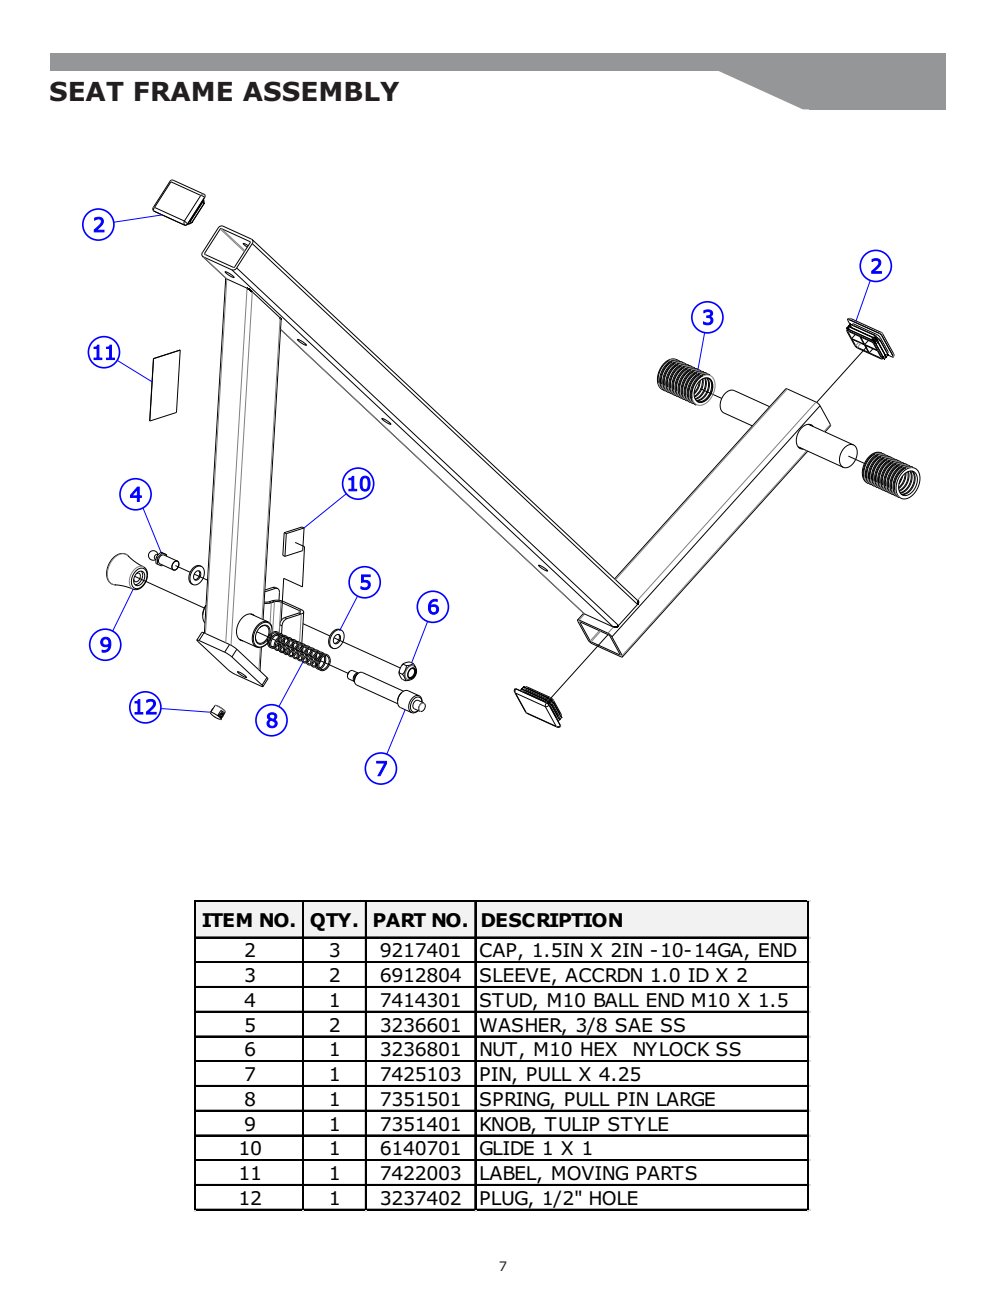 SEAT FRAME ASSEMBLY
2
2
3
11
10
4
5
6
9
12
8
7
ITEM NO. QTY. PART NO. DESCRIPTION
2 3 9217401 CAP, 1.5IN X 2IN -10-14GA, END
3 2 6912804 SLEEVE, ACCRDN 1.0 ID X 2
4 1 7414301 STUD, M10 BALL END M10 X 1.5
5 2 3236601 WASHER, 3/8 SAE SS
6 1 3236801 NUT, M10 HEX  NYLOCK SS
7 1 7425103 PIN, PULL X 4.25
8 1 7351501 SPRING, PULL PIN LARGE
9 1 7351401 KNOB, TULIP STYLE
10 1 6140701 GLIDE 1 X 1
11 1 7422003 LABEL, MOVING PARTS
12 1 3237402 PLUG, 1/2" HOLE
7